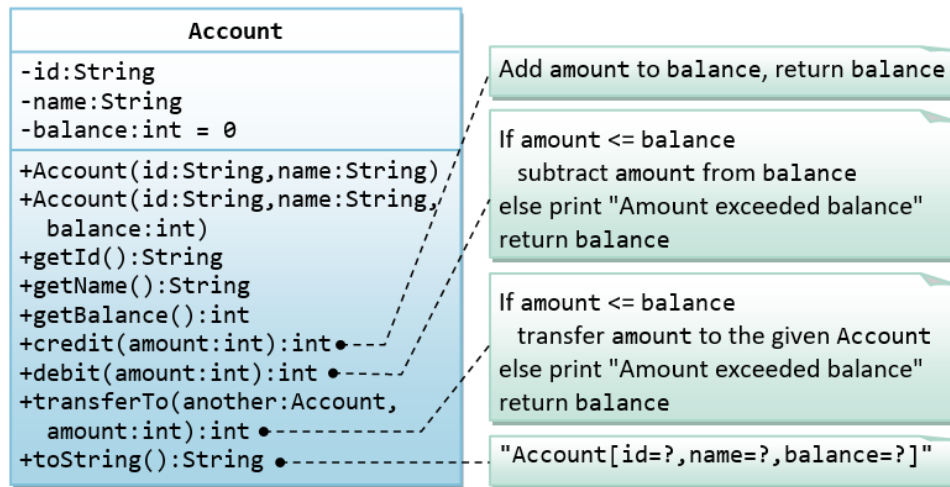 Account
-id:String
-name:String
-balance:int = 0
+Account(id:String,name:String)
+Account(id:String,name:String,
balance:int)
+getId():String
+getName():String
+getBalance():int
+credit(amount:int):int
+debit(amount:int):int
+transferTo(another:Account,
amount:int):int
+toString():String
Add amount to balance, return balance
If amount <= balance
subtract amount from balance
else print "Amount exceeded balance"
return balance
If amount <= balance
transfer amount to the given Account
else print "Amount exceeded balance"
return balance
"Account[id=?,name=?,balance=?]"